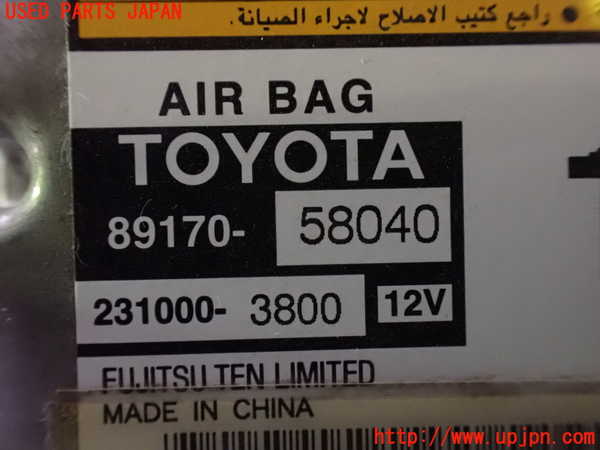 USED PARTS JAPAN
راجع كتيب الاصلاح لاجراء الصيانة.
AIR BAG
TOYOTA
89170- 58040
231000- 3800 12V
FUJITSU TEN LIMITED
MADE IN CHINA
http://www.upjpn.com